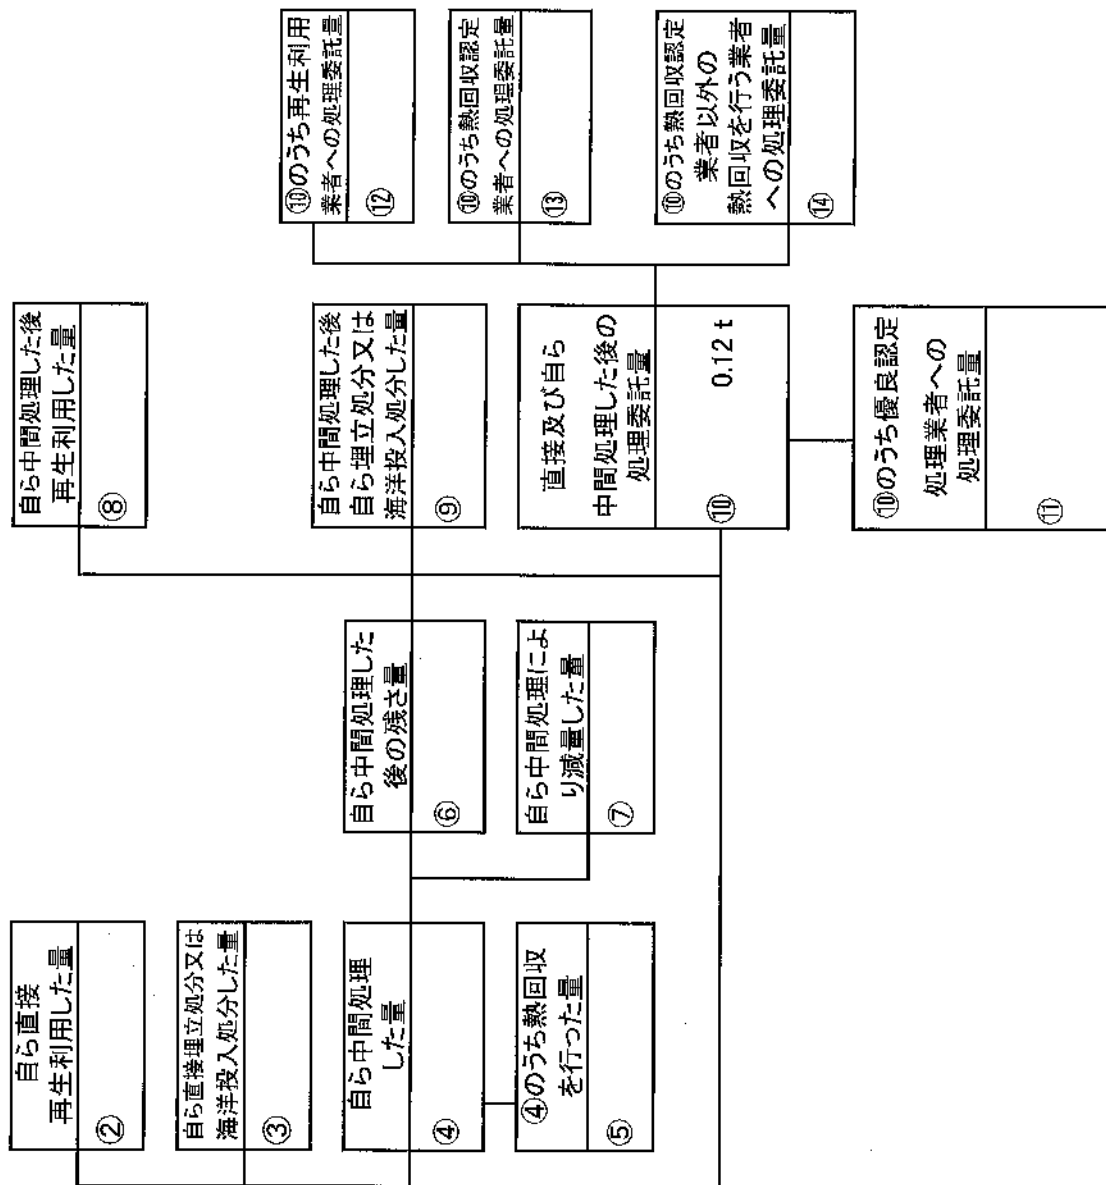 自ら直接
再生利用した量
②
自ら直接埋立処分又は
海洋投入処分した量
③
自ら中間処理
した量
④
④のうち熱回収
を行った量
⑤
自ら中間処理した
後の残さ量
⑥
自ら中間処理によ
り減量した量
⑦
自ら中間処理した後
再生利用した量
⑧
自ら中間処理した後
自ら埋立処分又は
海洋投入処分した量
⑨
直接及び自ら
中間処理した後の
処理委託量
⑩
0.12 t
⑩のうち優良認定
処理業者への
処理委託量
⑪
⑩のうち再生利用
業者への処理委託量
⑫
⑩のうち熱回収認定
業者への処理委託量
⑬
⑩のうち熱回収認定
業者以外の
熱回収を行う業者
への処理委託量
⑭